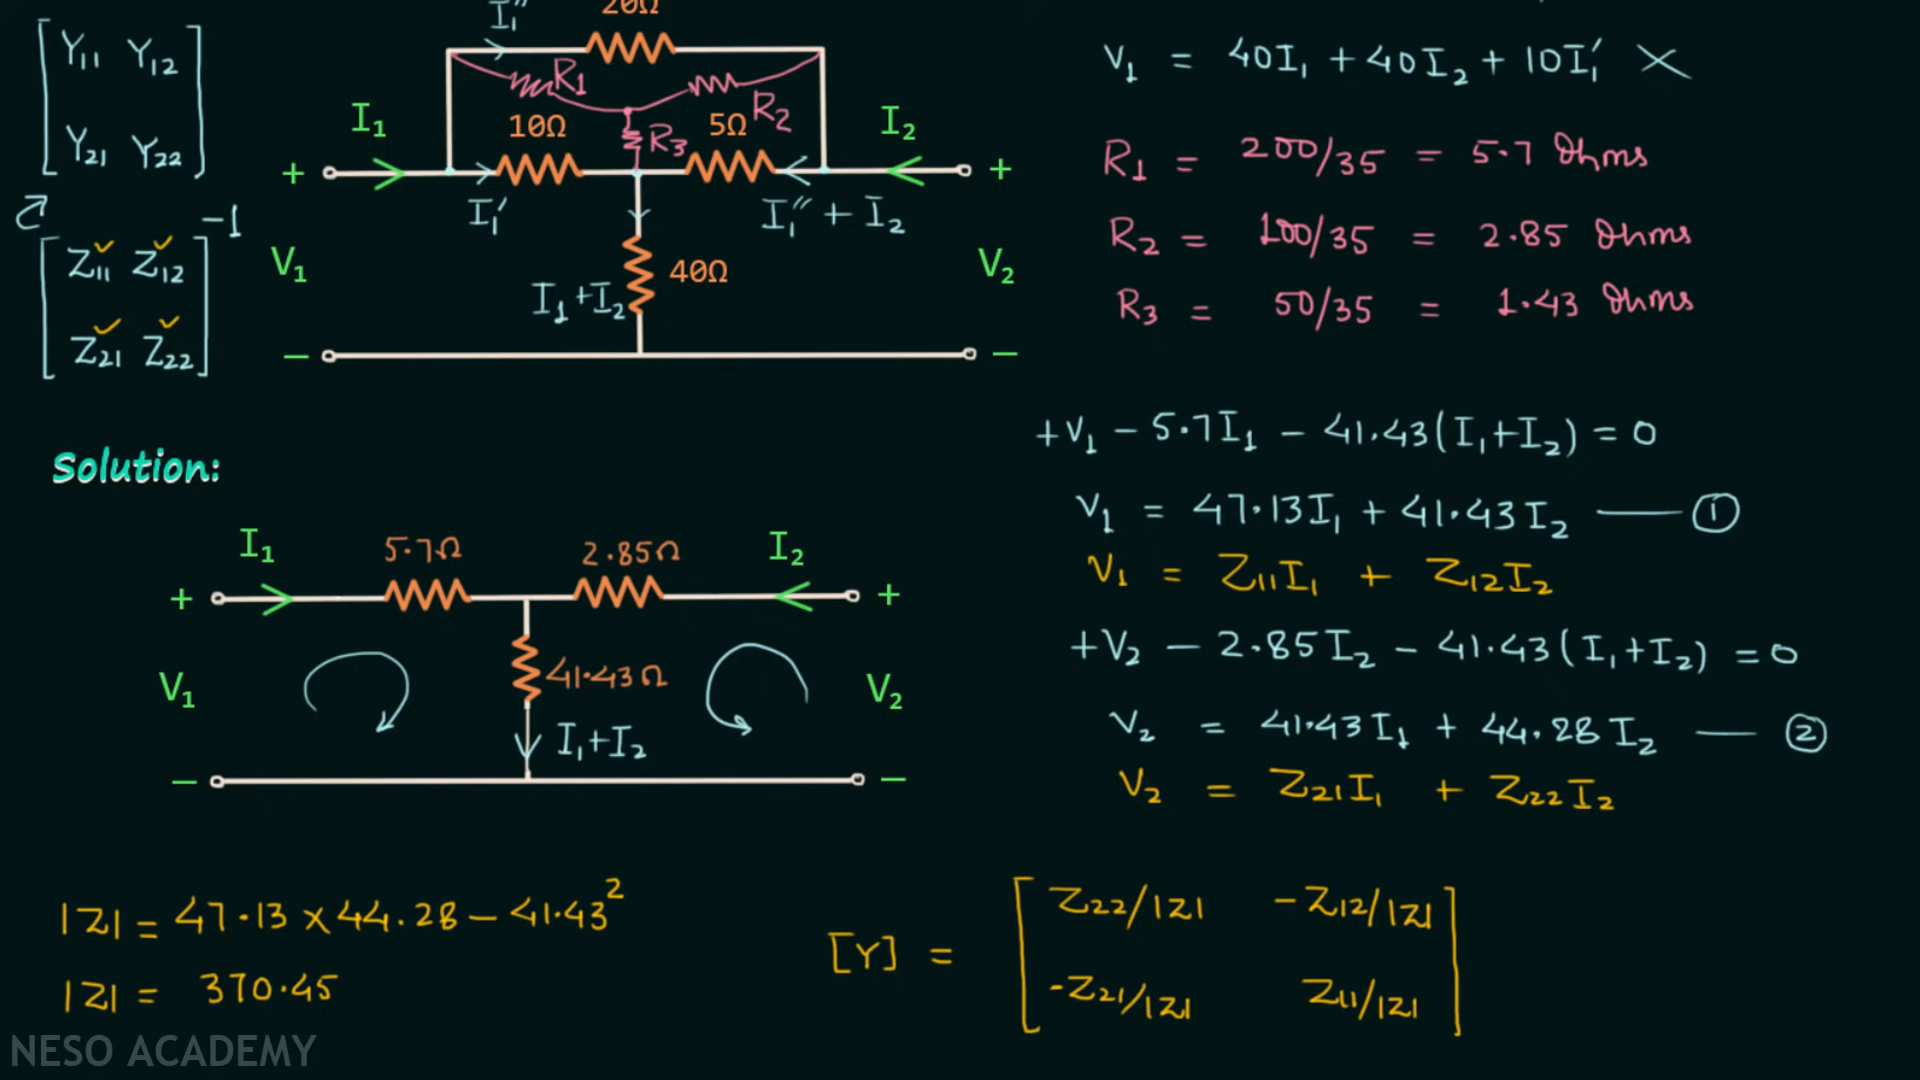 [Y₁₁ Y₁₂
Y₂₁ Y₂₂]
[Z₁₁ ✓ Z₁₂ ✓
Z₂₁ ✓ Z₂₂ ✓]⁻¹
I₁″
20Ω
R₁
R₂
R₃
10Ω
5Ω
I₁
I₂
+
+
I₁′
I₁″ + I₂
V₁
V₂
40Ω
I₁+I₂
−
−
V₁ = 40I₁ + 40I₂ + 10I₁′ ×
R₁ = 200/35 = 5.7 Ohms
R₂ = 100/35 = 2.85 Ohms
R₃ = 50/35 = 1.43 Ohms
Solution:
I₁
5.7Ω
2.85Ω
I₂
+
+
V₁
41.43Ω
V₂
I₁+I₂
−
−
+V₁ − 5.7I₁ − 41.43(I₁+I₂) = 0
V₁ = 47.13I₁ + 41.43I₂ —— ①
V₁ = Z₁₁I₁ + Z₁₂I₂
+V₂ − 2.85I₂ − 41.43(I₁+I₂) = 0
V₂ = 41.43I₁ + 44.28I₂ — ②
V₂ = Z₂₁I₁ + Z₂₂I₂
|Z| = 47.13 × 44.28 − 41.43²
|Z| = 370.45
[Y] = [Z₂₂/|Z| −Z₁₂/|Z|
−Z₂₁/|Z| Z₁₁/|Z|]
NESO ACADEMY